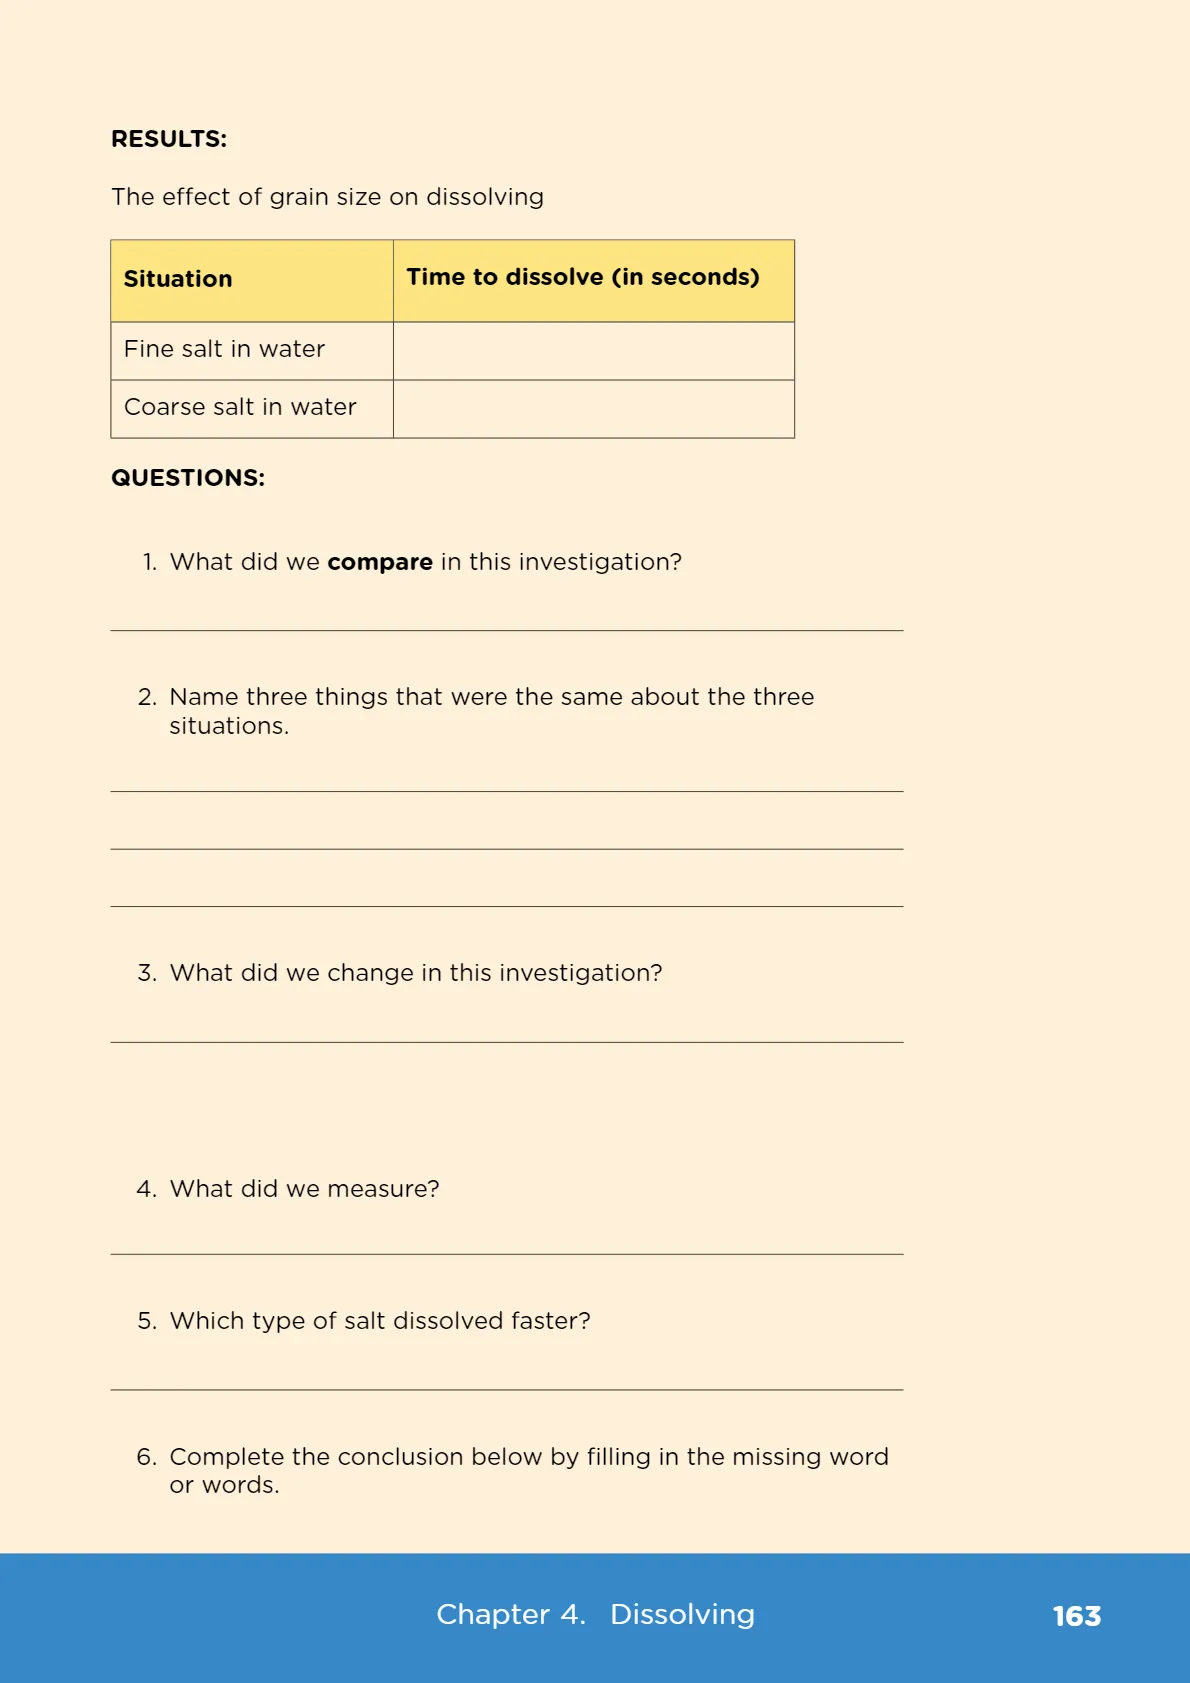 RESULTS:
The effect of grain size on dissolving
Situation
Time to dissolve (in seconds)
Fine salt in water
Coarse salt in water
QUESTIONS:
1. What did we compare in this investigation?
2. Name three things that were the same about the three
situations.
3. What did we change in this investigation?
4. What did we measure?
5. Which type of salt dissolved faster?
6. Complete the conclusion below by filling in the missing word
or words.
Chapter 4. Dissolving
163